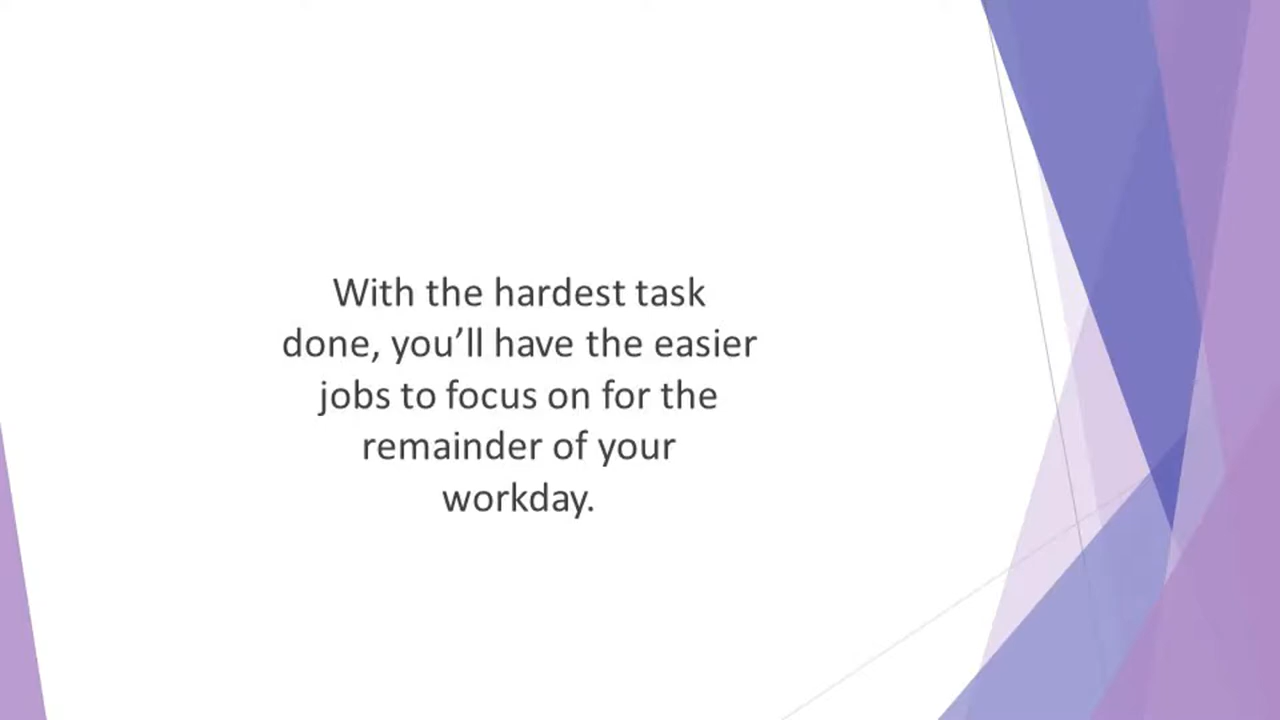 With the hardest task
done, you’ll have the easier
jobs to focus on for the
remainder of your
workday.